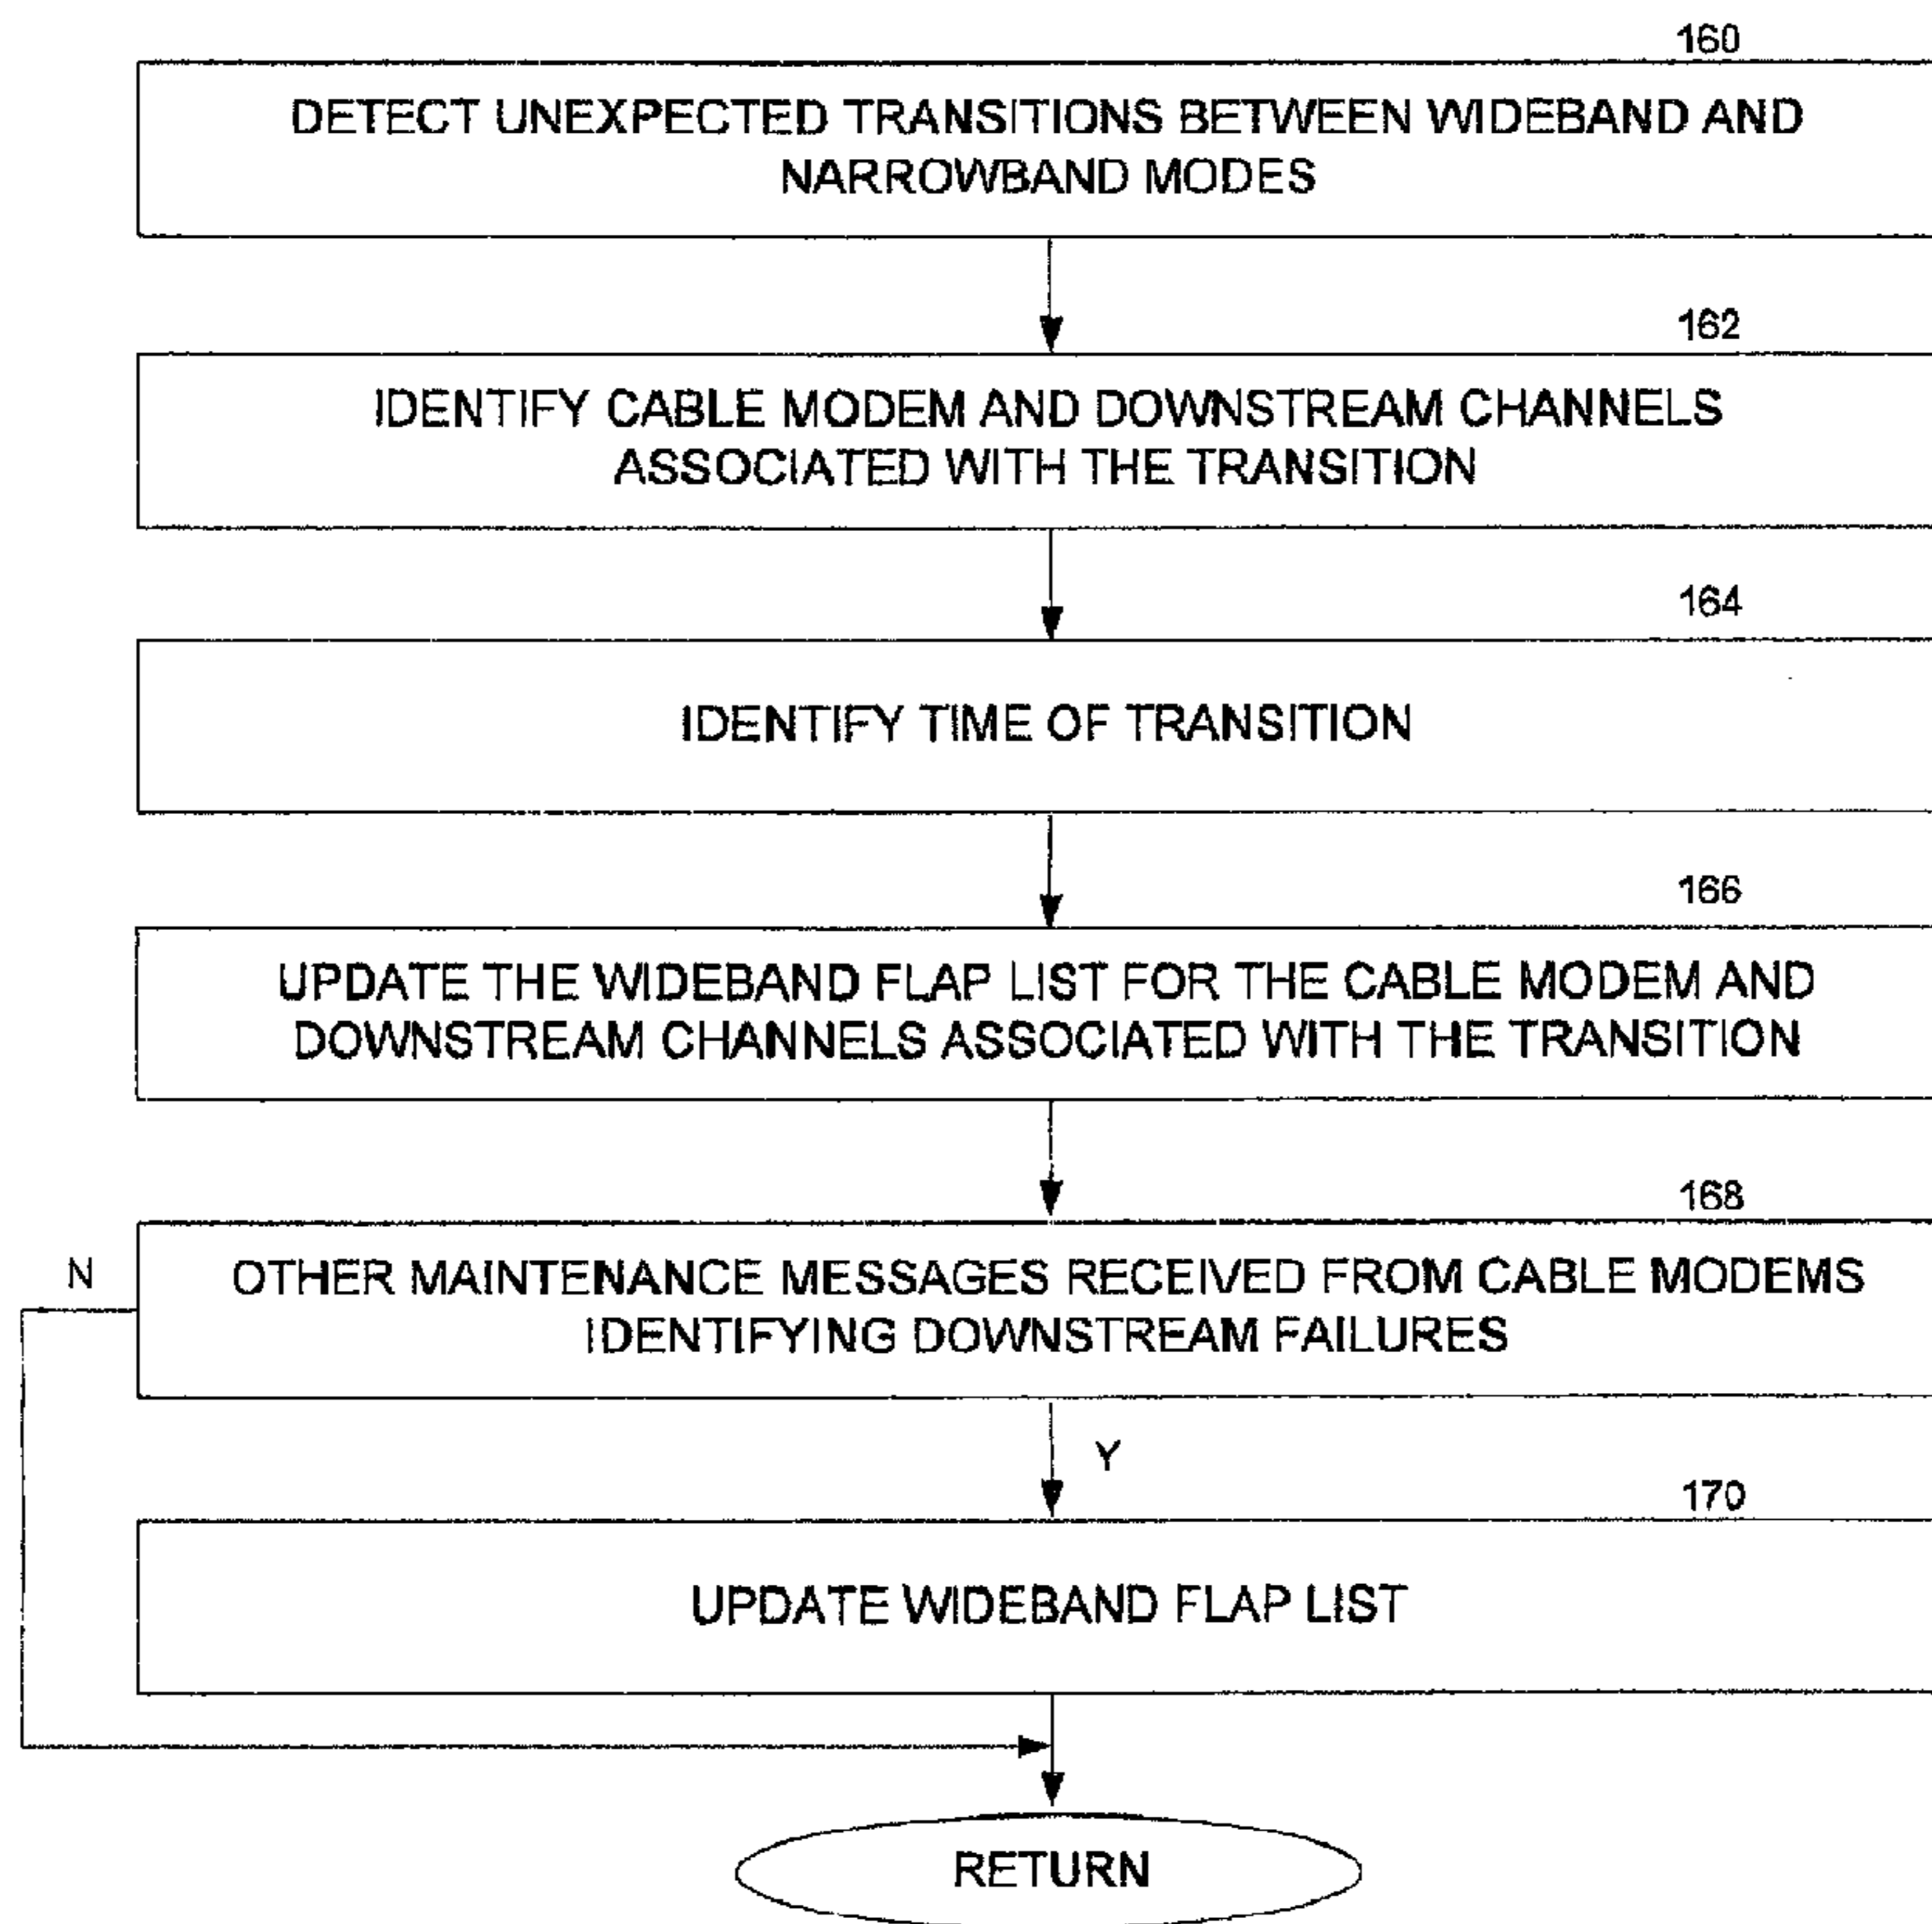 160
DETECT UNEXPECTED TRANSITIONS BETWEEN WIDEBAND AND
NARROWBAND MODES
162
IDENTIFY CABLE MODEM AND DOWNSTREAM CHANNELS
ASSOCIATED WITH THE TRANSITION
164
IDENTIFY TIME OF TRANSITION
166
UPDATE THE WIDEBAND FLAP LIST FOR THE CABLE MODEM AND
DOWNSTREAM CHANNELS ASSOCIATED WITH THE TRANSITION
168
N
OTHER MAINTENANCE MESSAGES RECEIVED FROM CABLE MODEMS
IDENTIFYING DOWNSTREAM FAILURES
Y
170
UPDATE WIDEBAND FLAP LIST
RETURN